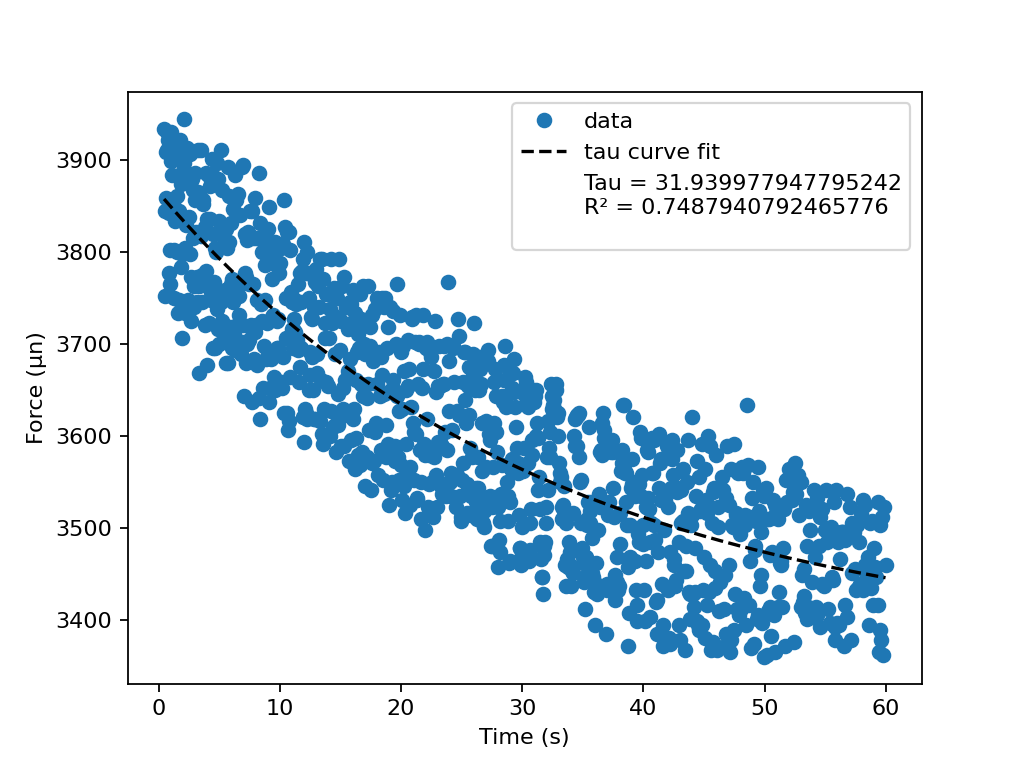 data
tau curve fit
Tau = 31.939977947795242
R² = 0.7487940792465776
3900
3800
3700
3600
3500
3400
Force (μn)
0 10 20 30 40 50 60
Time (s)